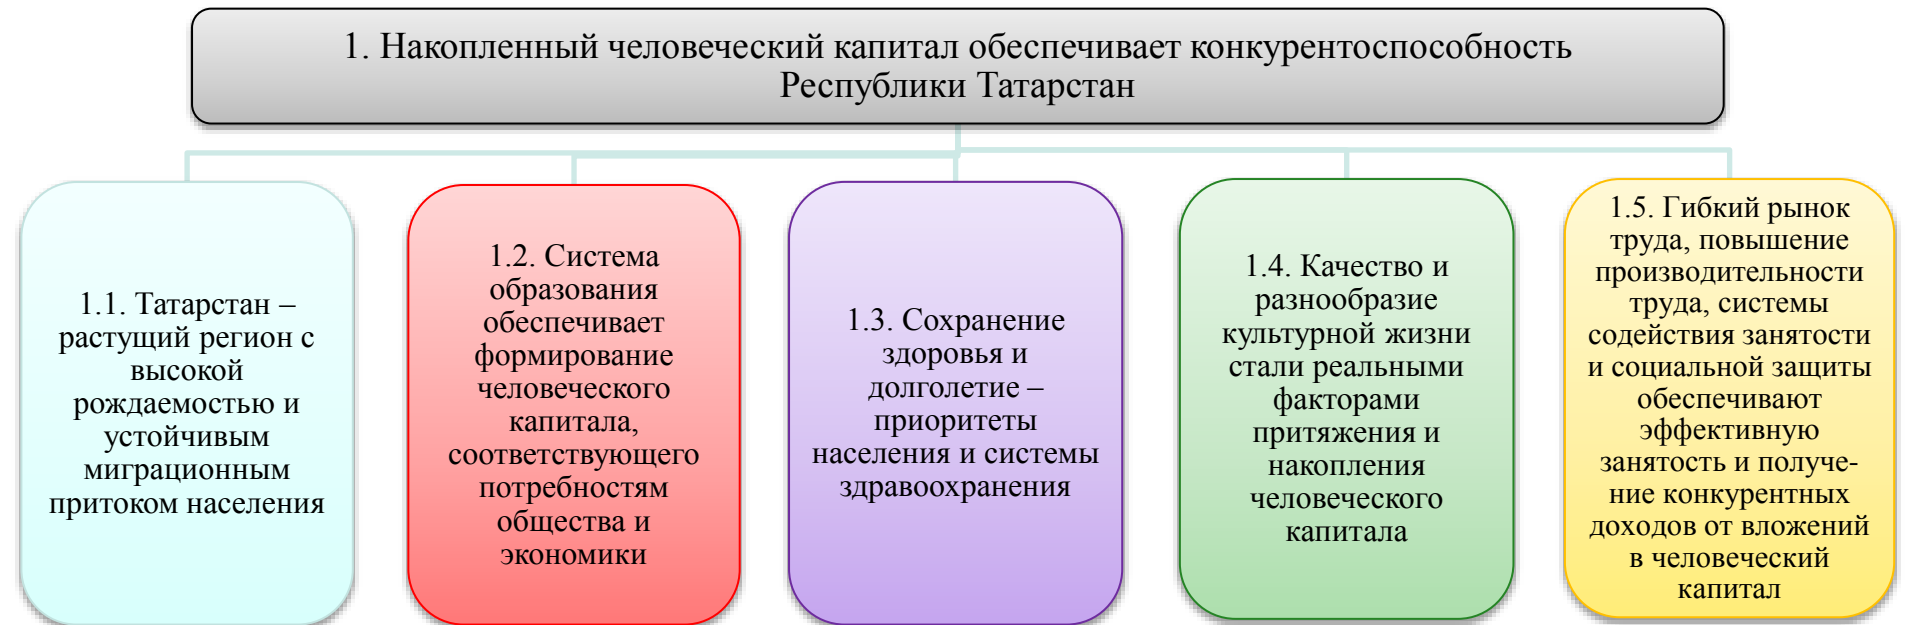 1. Накопленный человеческий капитал обеспечивает конкурентоспособность
Республики Татарстан
1.1. Татарстан –
растущий регион с
высокой
рождаемостью и
устойчивым
миграционным
притоком населения
1.2. Система
образования
обеспечивает
формирование
человеческого
капитала,
соответствующего
потребностям
общества и
экономики
1.3. Сохранение
здоровья и
долголетие –
приоритеты
населения и системы
здравоохранения
1.4. Качество и
разнообразие
культурной жизни
стали реальными
факторами
притяжения и
накопления
человеческого
капитала
1.5. Гибкий рынок
труда, повышение
производительности
труда, системы
содействия занятости
и социальной защиты
обеспечивают
эффективную
занятость и получе-
ние конкурентных
доходов от вложений
в человеческий
капитал